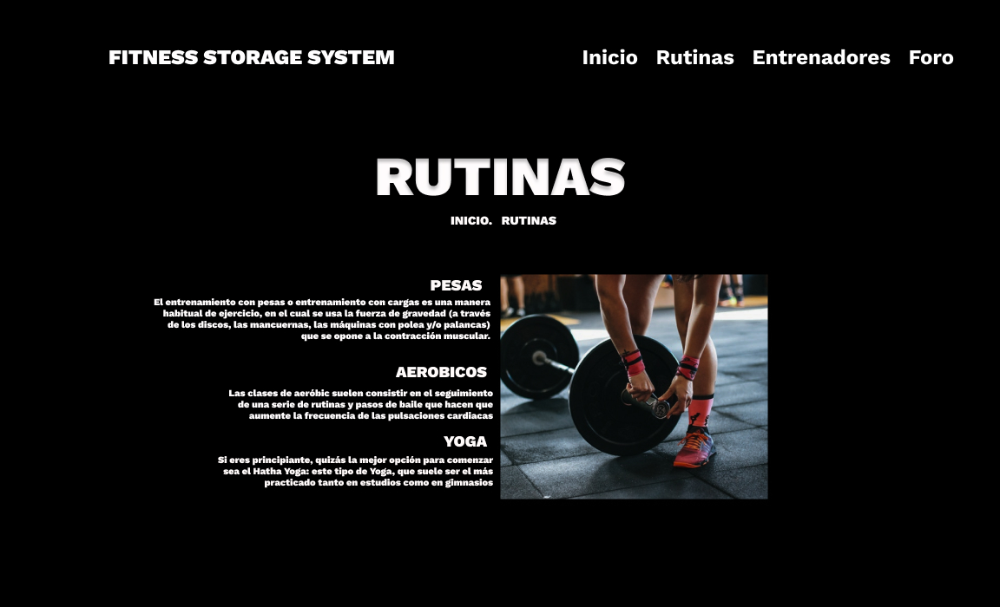 FITNESS STORAGE SYSTEM
Inicio Rutinas Entrenadores Foro
RUTINAS
INICIO. RUTINAS
PESAS
El entrenamiento con pesas o entrenamiento con cargas es una manera
habitual de ejercicio, en el cual se usa la fuerza de gravedad (a través
de los discos, las mancuernas, las máquinas con polea y/o palancas)
que se opone a la contracción muscular.
AEROBICOS
Las clases de aeróbic suelen consistir en el seguimiento
de una serie de rutinas y pasos de baile que hacen que
aumente la frecuencia de las pulsaciones cardiacas
YOGA
Si eres principiante, quizás la mejor opción para comenzar
sea el Hatha Yoga: este tipo de Yoga, que suele ser el más
practicado tanto en estudios como en gimnasios